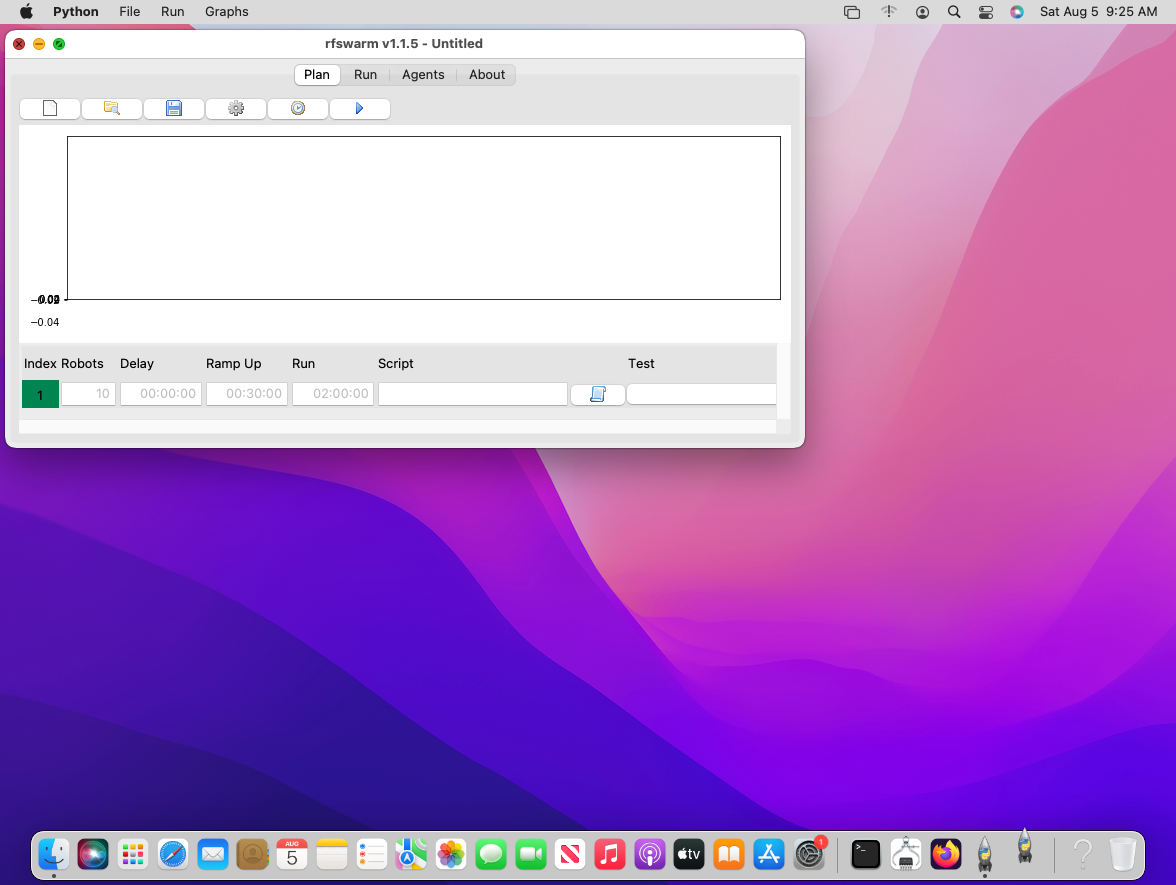 Python File Run Graphs Sat Aug 5 9:25 AM
rfswarm v1.1.5 - Untitled
Plan Run Agents About
−0.04
Index Robots Delay Ramp Up Run Script Test
1 10 00:00:00 00:30:00 02:00:00
AUG
5
tv
1
>_
?